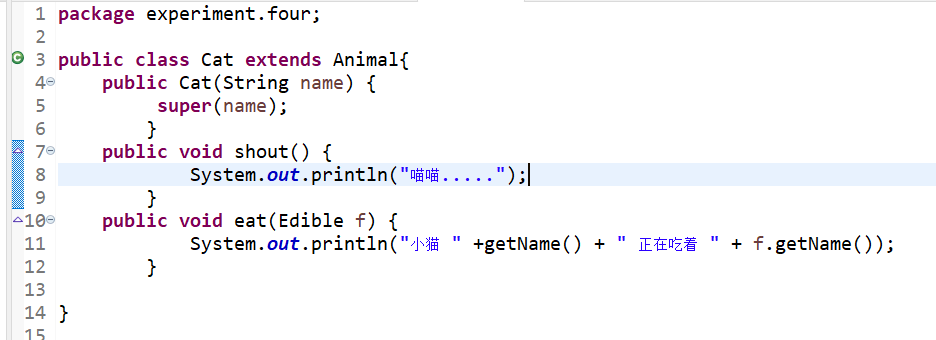 1 package experiment.four;
2
3 public class Cat extends Animal{
4 public Cat(String name) {
5 super(name);
6 }
7 public void shout() {
8 System.out.println("喵喵.....");
9 }
10 public void eat(Edible f) {
11 System.out.println("小猫 " +getName() + " 正在吃着 " + f.getName());
12 }
13
14 }
15